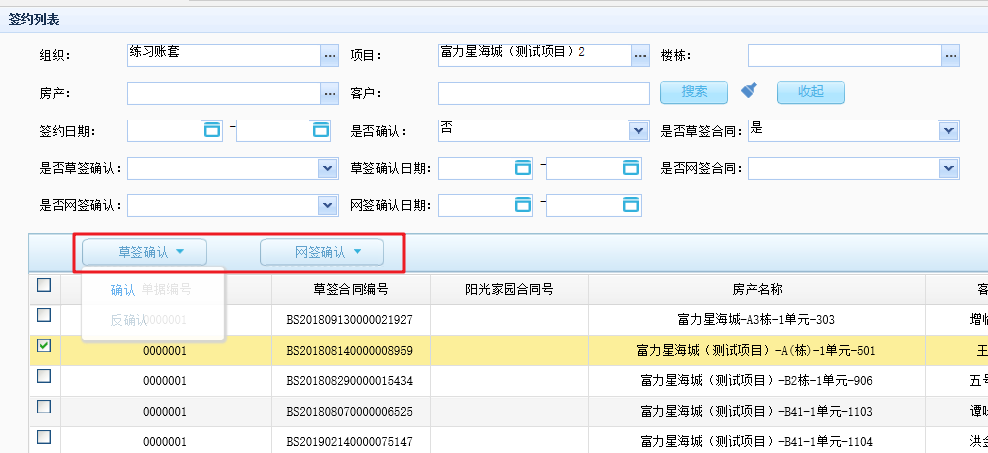 签约列表
组织： 练习账套 ... 项目： 富力星海城（测试项目）2 ... 楼栋： ...
房产： ... 客户： 搜索 收起
签约日期： - 是否确认： 否 是否草签合同： 是
是否草签确认： 草签确认日期： - 是否网签合同：
是否网签确认： 网签确认日期： -
草签确认 网签确认
确认 单据编号 草签合同编号 阳光家园合同号 房产名称
反确认 0000001 BS201809130000021927 富力星海城-A3栋-1单元-303 增
0000001 BS201808140000008959 富力星海城（测试项目）-A(栋)-1单元-501 王
0000001 BS201808290000015434 富力星海城（测试项目）-B2栋-1单元-906 五号
0000001 BS201808070000006525 富力星海城（测试项目）-B41-1单元-1103 谭
0000001 BS201902140000075147 富力星海城（测试项目）-B41-1单元-1104 洪